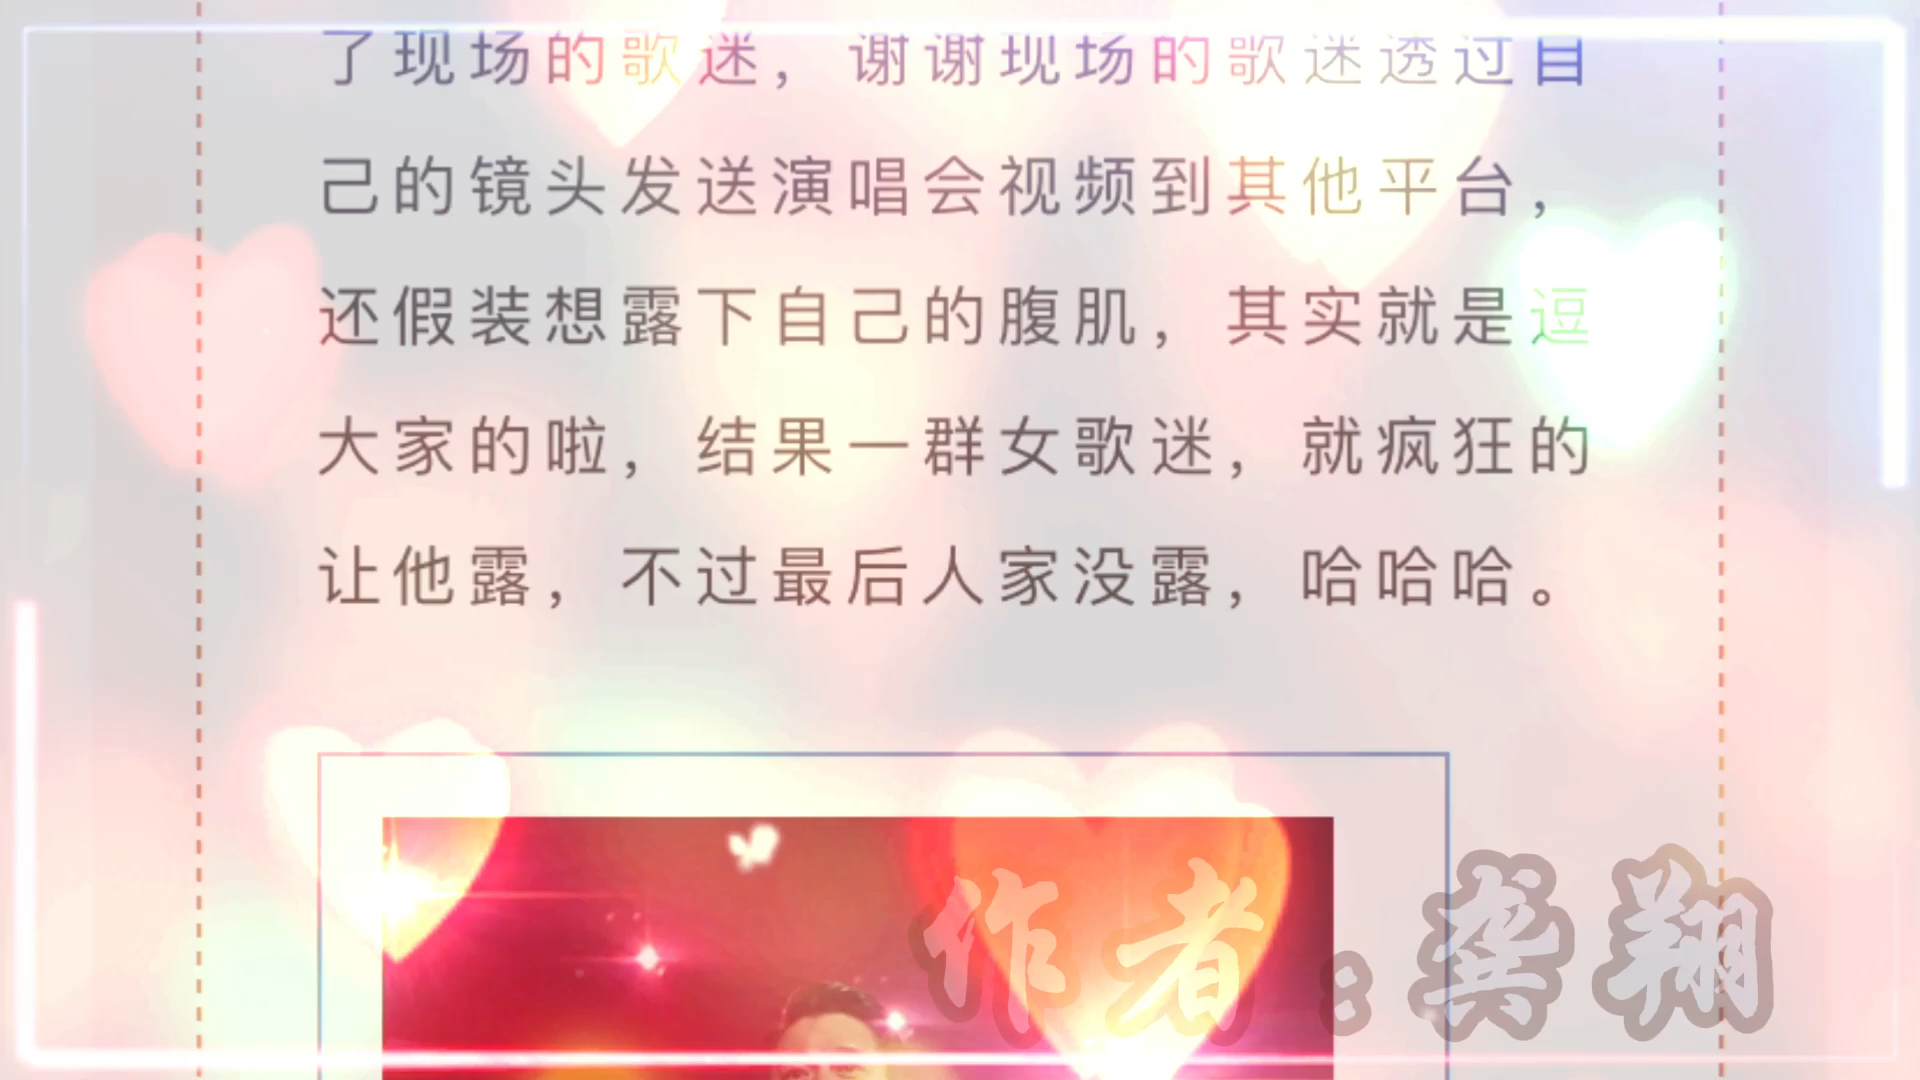 了现场的歌迷，谢谢现场的歌迷透过自
己的镜头发送演唱会视频到其他平台，
还假装想露下自己的腹肌，其实就是逗
大家的啦，结果一群女歌迷，就疯狂的
让他露，不过最后人家没露，哈哈哈。
作者:龚翔